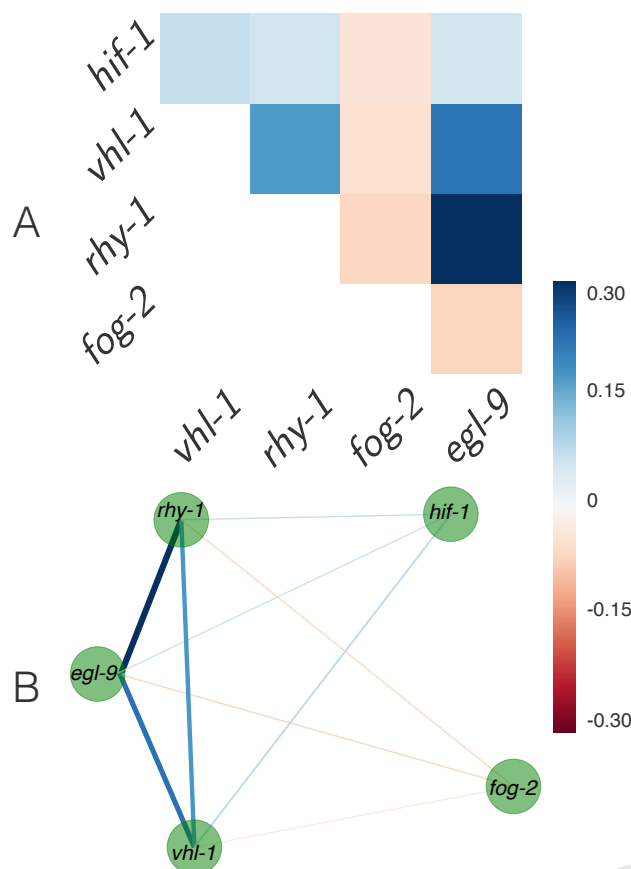 hif-1
vhl-1
A
rhy-1
fog-2
vhl-1
rhy-1
fog-2
egl-9
0.30
0.15
0
-0.15
-0.30
B
rhy-1
hif-1
egl-9
fog-2
vhl-1